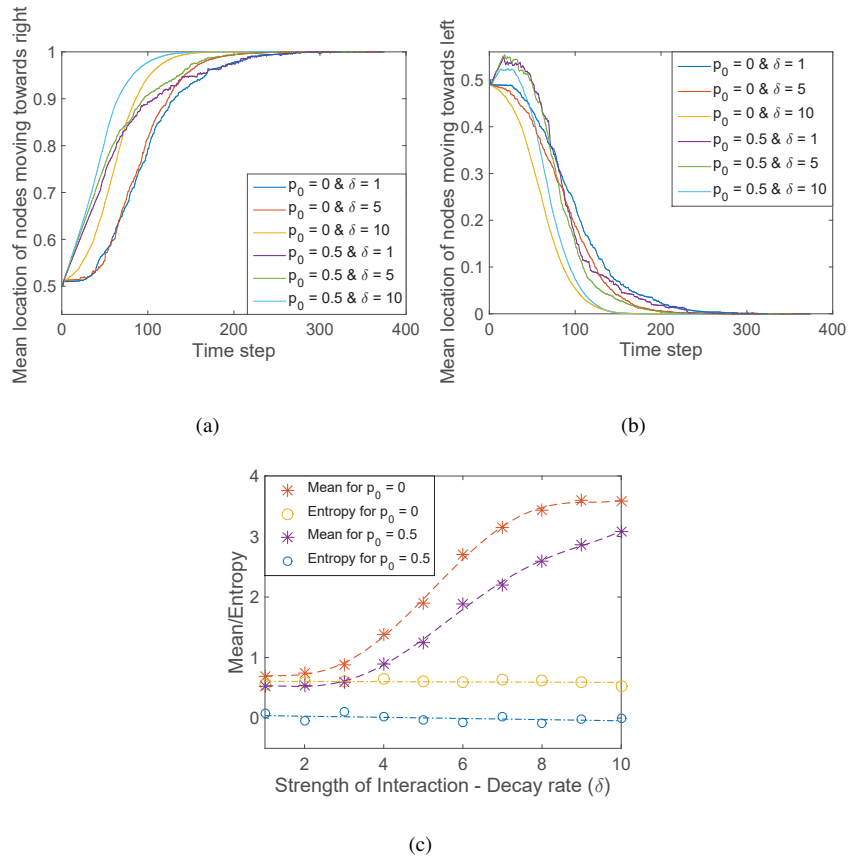 Mean location of nodes moving towards right
1
0.9
0.8
0.7
0.6
0.5
0
100
200
300
400
Time step
p0 = 0 & δ = 1
p0 = 0 & δ = 5
p0 = 0 & δ = 10
p0 = 0.5 & δ = 1
p0 = 0.5 & δ = 5
p0 = 0.5 & δ = 10
(a)
Mean location of nodes moving towards left
0.5
0.4
0.3
0.2
0.1
0
0
100
200
300
400
Time step
p0 = 0 & δ = 1
p0 = 0 & δ = 5
p0 = 0 & δ = 10
p0 = 0.5 & δ = 1
p0 = 0.5 & δ = 5
p0 = 0.5 & δ = 10
(b)
Mean/Entropy
4
3
2
1
0
Mean for p0 = 0
Entropy for p0 = 0
Mean for p0 = 0.5
Entropy for p0 = 0.5
2
4
6
8
10
Strength of Interaction - Decay rate (δ)
(c)